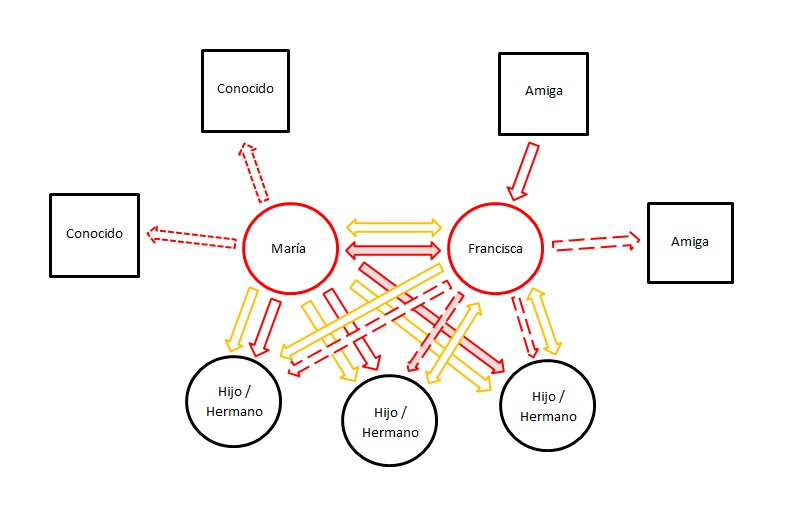 Conocido
Amiga
Conocido
María
Francisca
Amiga
Hijo /
Hermano
Hijo /
Hermano
Hijo /
Hermano